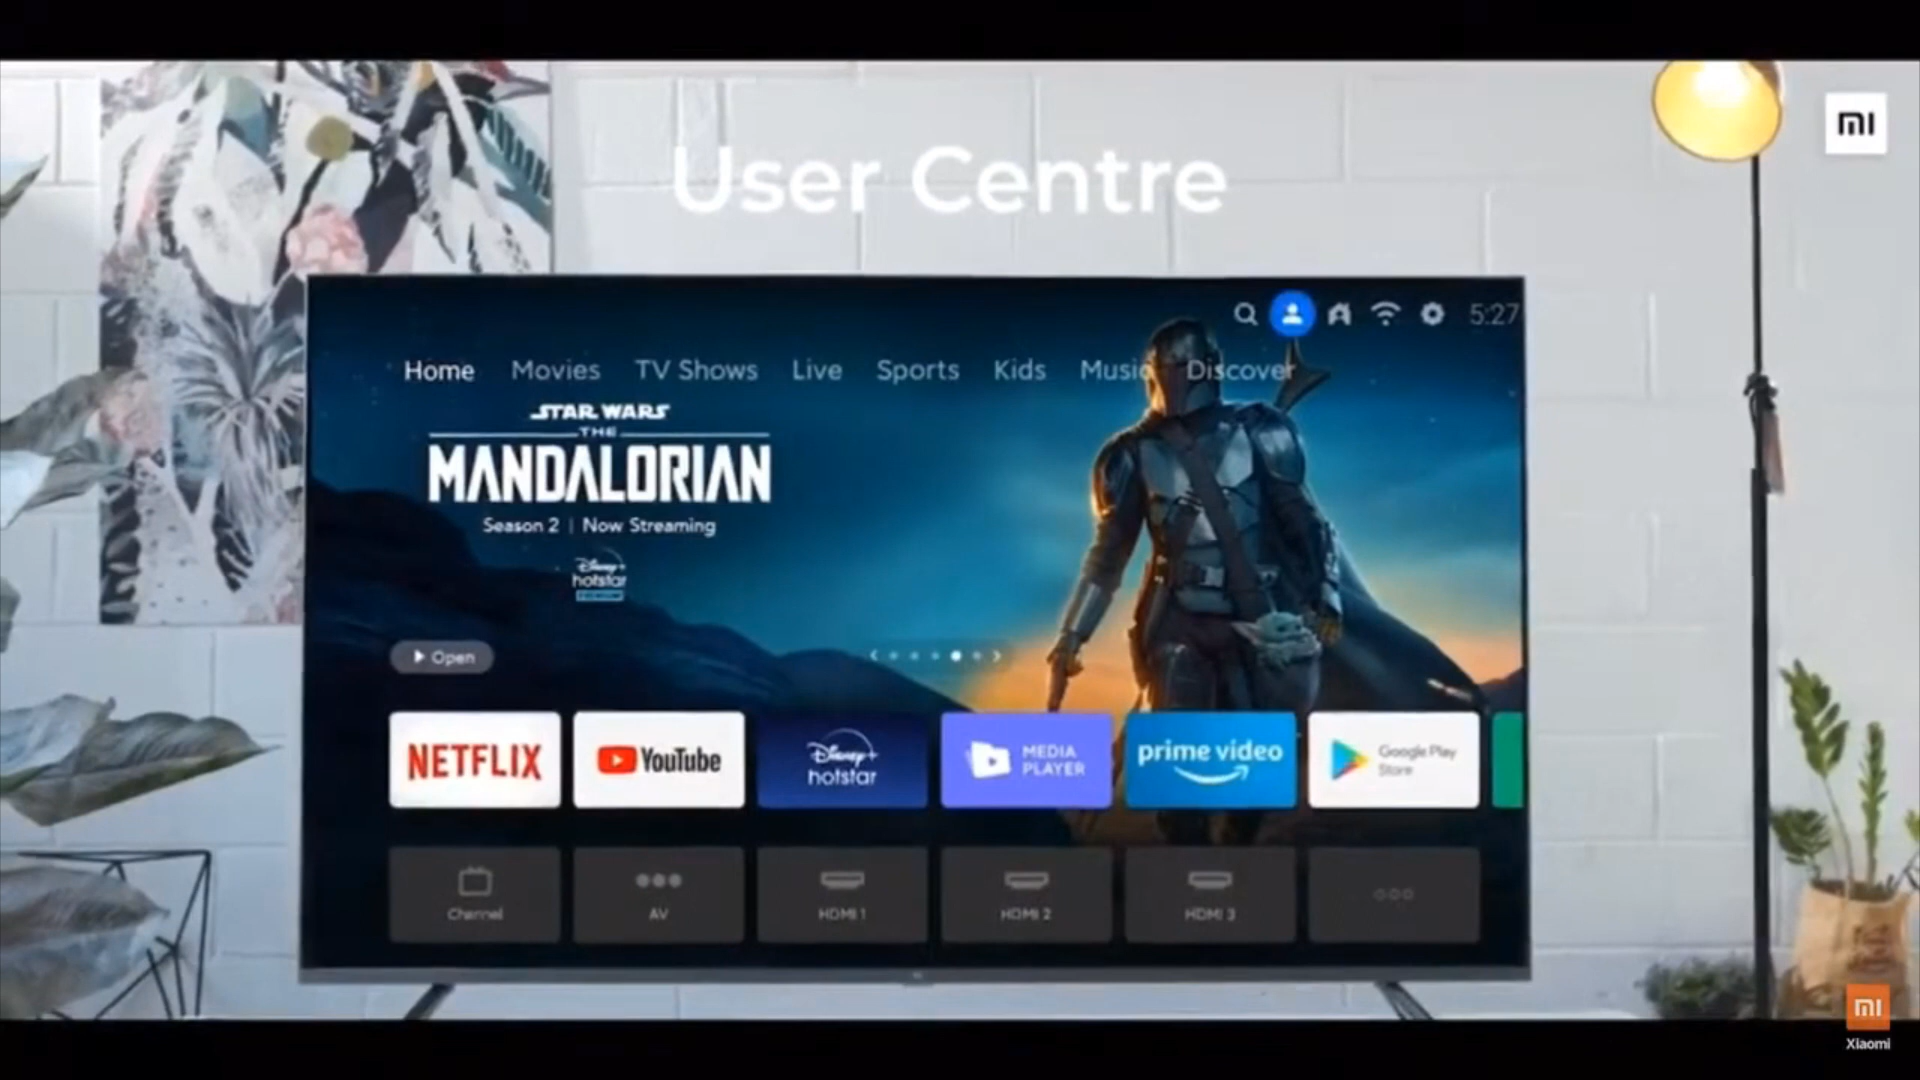 User Centre
mi
5:27
Home Movies TV Shows Live Sports Kids Music Discover
STAR WARS
THE
MANDALORIAN
Season 2 | Now Streaming
Disney+
hotstar
PREMIUM
Open
NETFLIX
YouTube
Disney+
hotstar
MEDIA
PLAYER
prime video
Google Play
Store
Channel
AV
HDMI 1
HDMI 2
HDMI 3
mi
Xiaomi